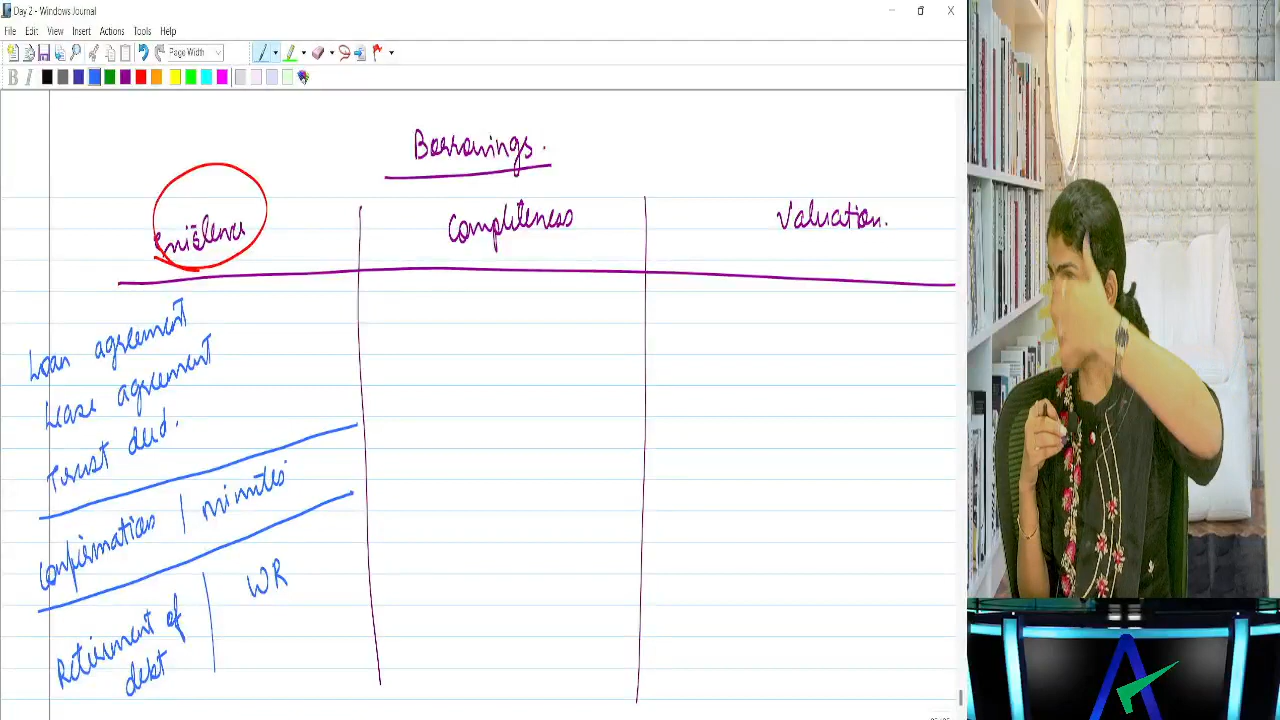 Day 2 - Windows Journal
File Edit View Insert Actions Tools Help
Page Width
B I
Borrowings.
Existence
Completeness
Valuation.
Loan agreement
Lease agreement
Trust deed.
Confirmation | minutes
Retirement of debt | WR